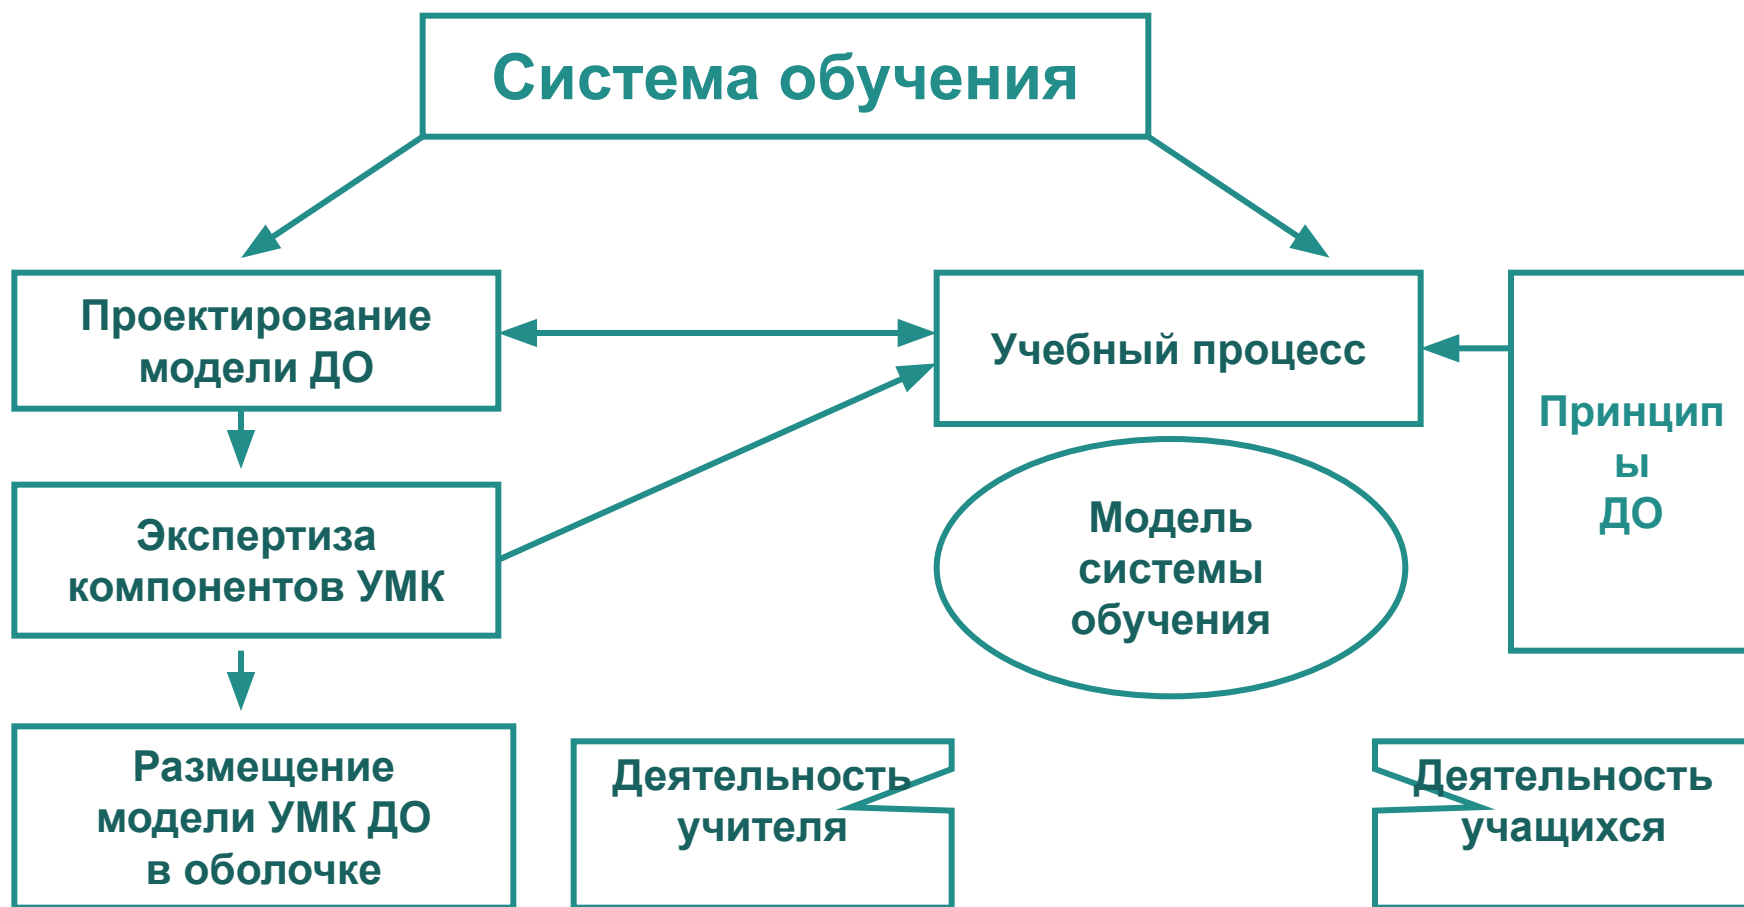 Система обучения
Проектирование
модели ДО
Учебный процесс
Принцип
ы
ДО
Экспертиза
компонентов УМК
Модель
системы
обучения
Размещение
модели УМК ДО
в оболочке
Деятельность
учителя
Деятельность
учащихся